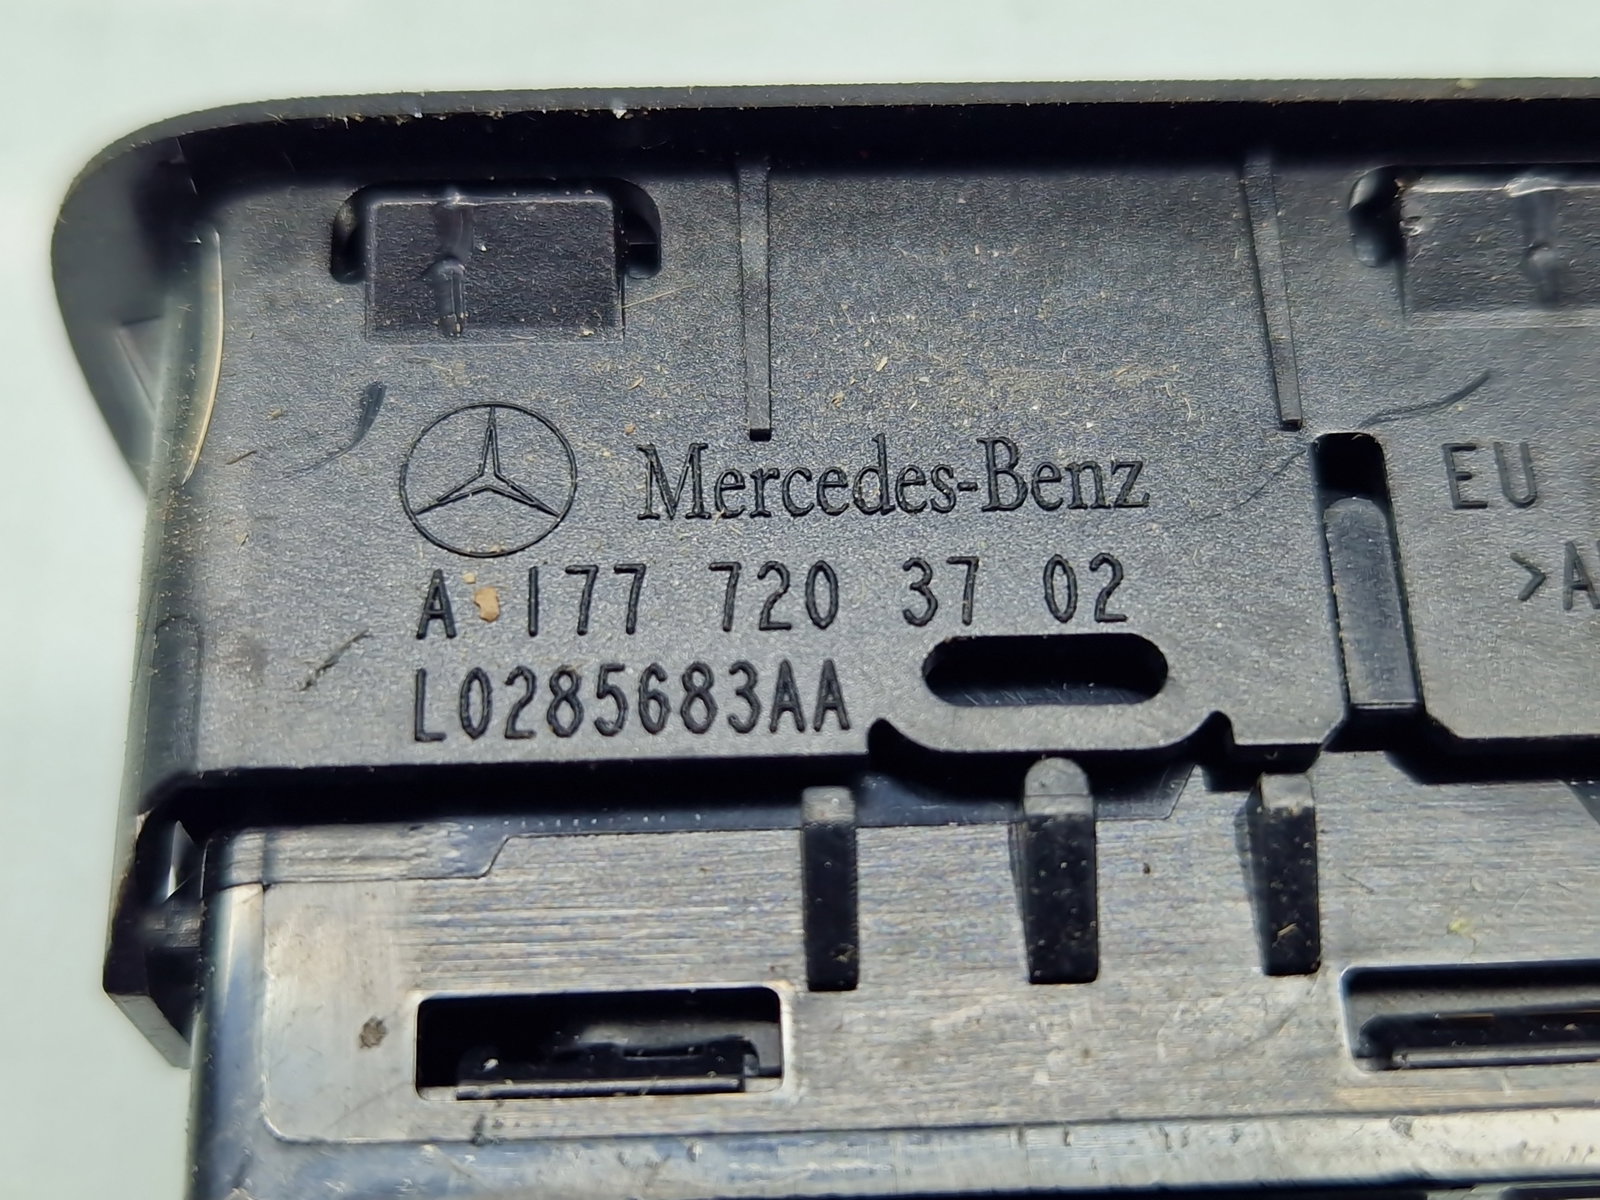 Mercedes-Benz
EU
A 177 720 37 02
>A
L0285683AA